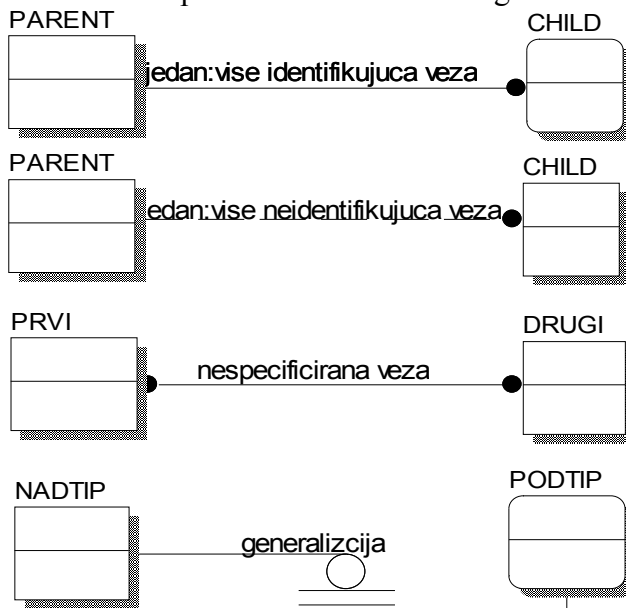 PARENT
CHILD
jedan:vise identifikujuca veza
PARENT
CHILD
edan:vise neidentifikujuca veza
PRVI
DRUGI
nespecificirana veza
NADTIP
PODTIP
generalizcija